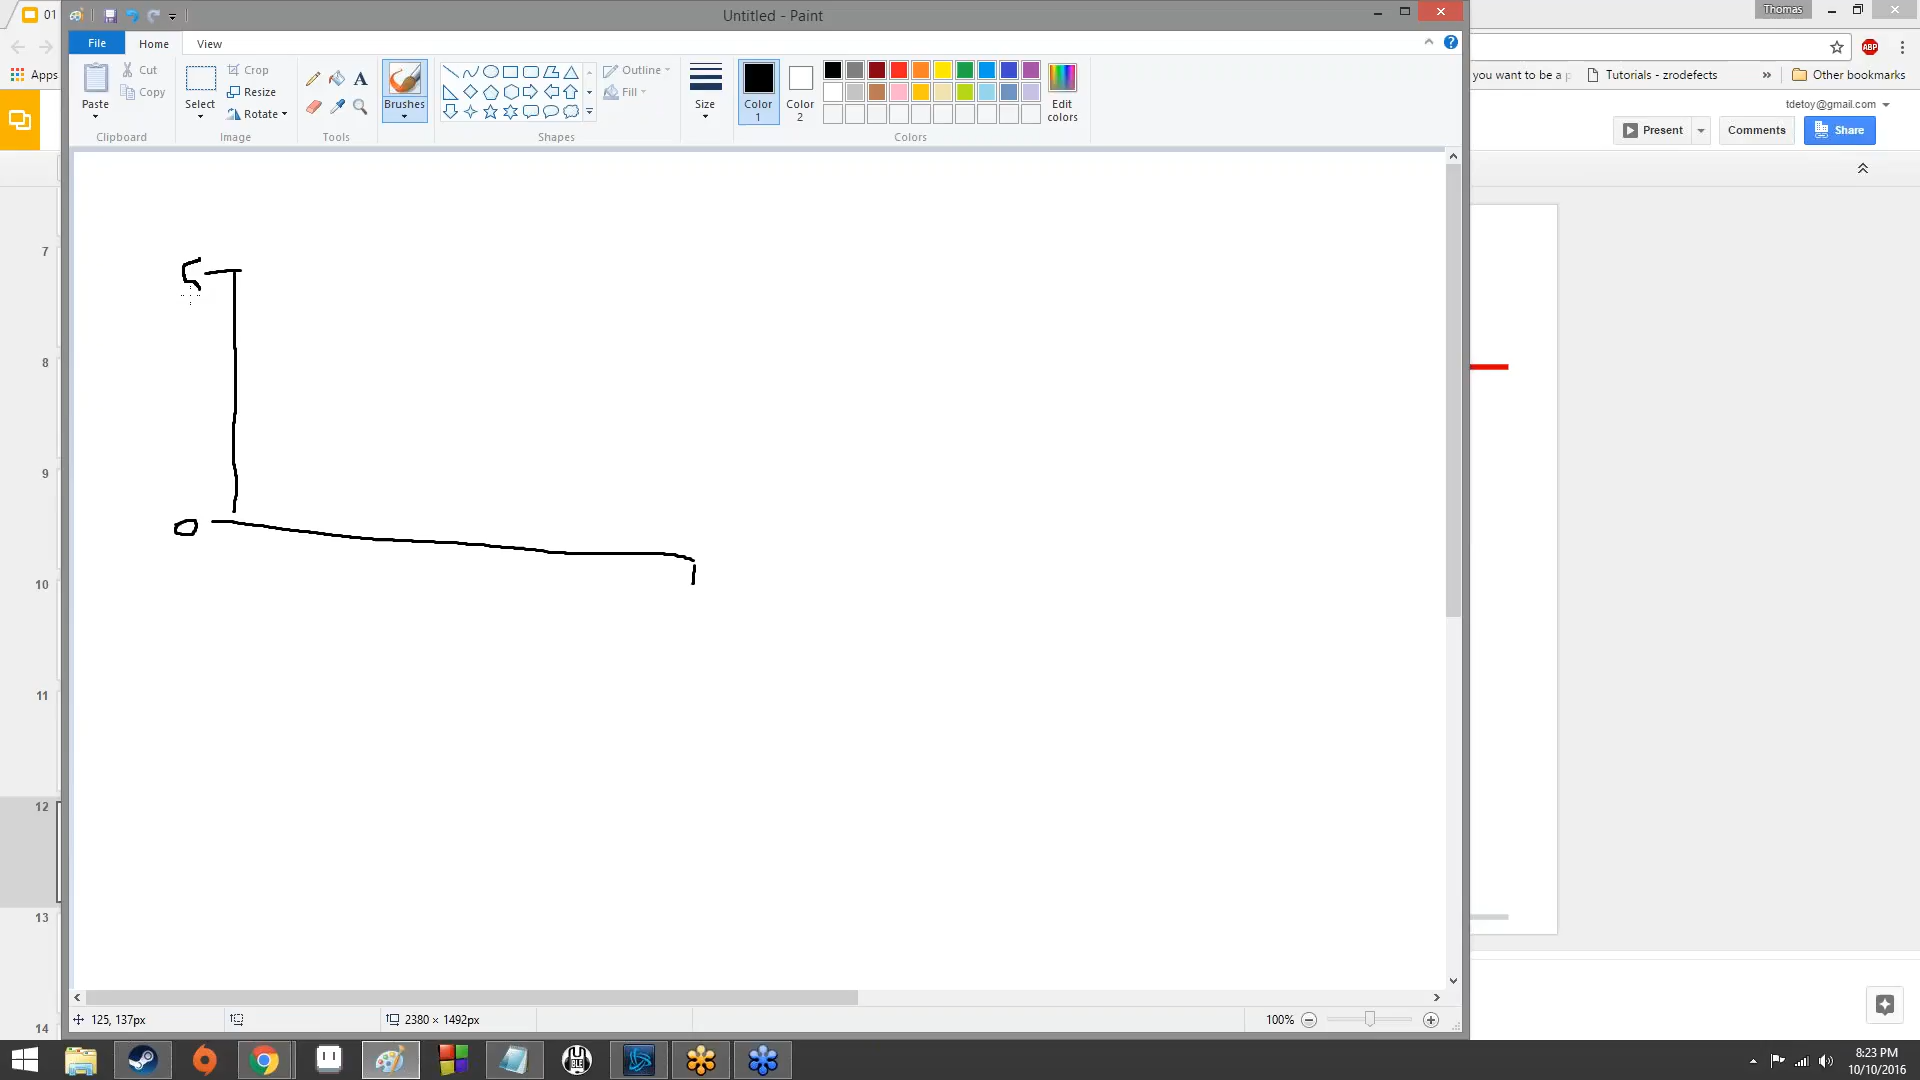 01
Untitled - Paint
Thomas
File Home View
Apps
you want to be a p Tutorials - zrodefects » Other bookmarks
Paste
Cut
Copy
Clipboard
Select
Crop
Resize
Rotate
Image
Tools
Brushes
Outline
Fill
Shapes
Size
Color 1
Color 2
Edit colors
Colors
tdetoy@gmail.com
Present Comments Share
7
8
9
10
11
12
13
14
5
0
125, 137px
2380 × 1492px
100%
8:23 PM
10/10/2016
ABP